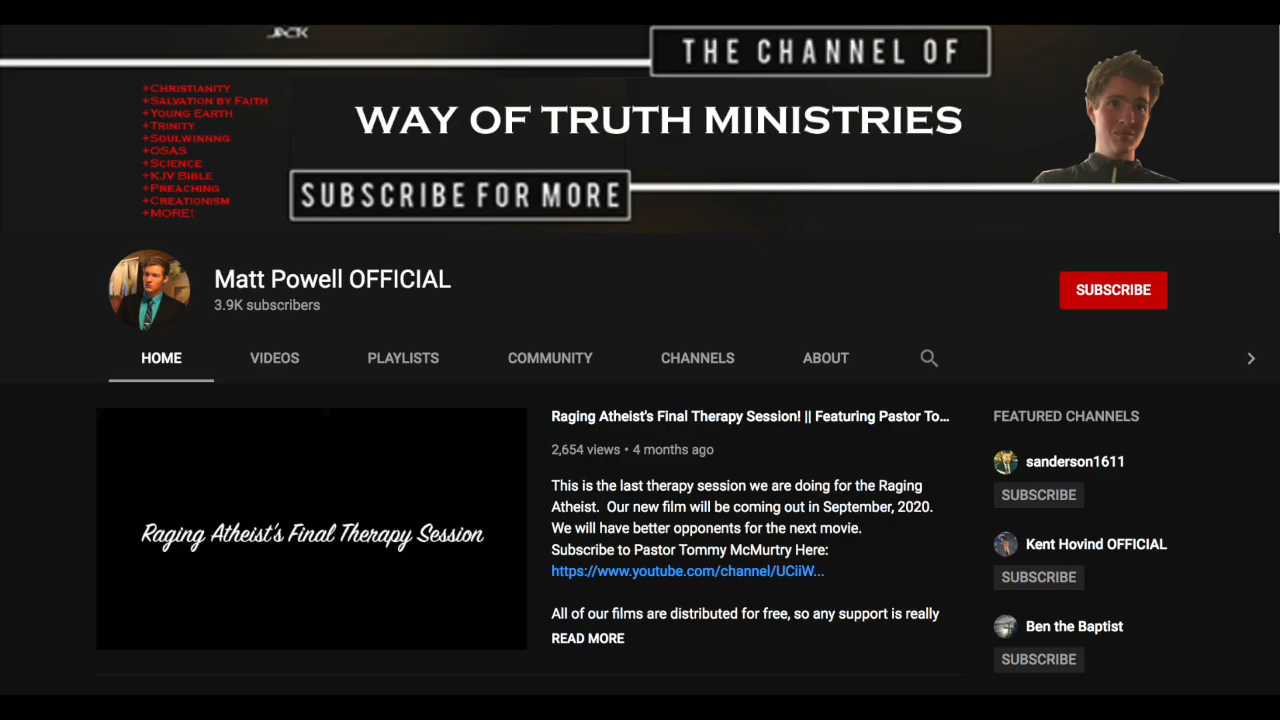 JACK
THE CHANNEL OF
+CHRISTIANITY
+SALVATION BY FAITH
+YOUNG EARTH
+TRINITY
+SOULWINNNG
+OSAS
+SCIENCE
+KJV BIBLE
+PREACHING
+CREATIONISM
+MORE!
WAY OF TRUTH MINISTRIES
SUBSCRIBE FOR MORE
Matt Powell OFFICIAL
3.9K subscribers
SUBSCRIBE
HOME VIDEOS PLAYLISTS COMMUNITY CHANNELS ABOUT
Raging Atheist's Final Therapy Session
Raging Atheist's Final Therapy Session! || Featuring Pastor To...
2,654 views • 4 months ago
This is the last therapy session we are doing for the Raging
Atheist. Our new film will be coming out in September, 2020.
We will have better opponents for the next movie.
Subscribe to Pastor Tommy McMurtry Here:
https://www.youtube.com/channel/UCiiW...
All of our films are distributed for free, so any support is really
READ MORE
FEATURED CHANNELS
sanderson1611
SUBSCRIBE
Kent Hovind OFFICIAL
SUBSCRIBE
Ben the Baptist
SUBSCRIBE